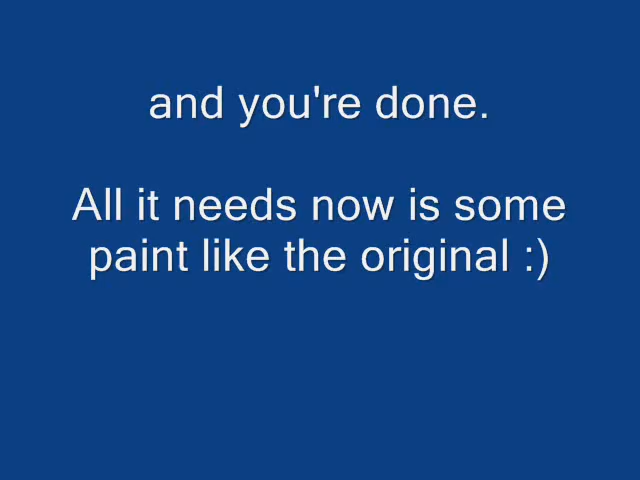 and you're done.
All it needs now is some
paint like the original :)